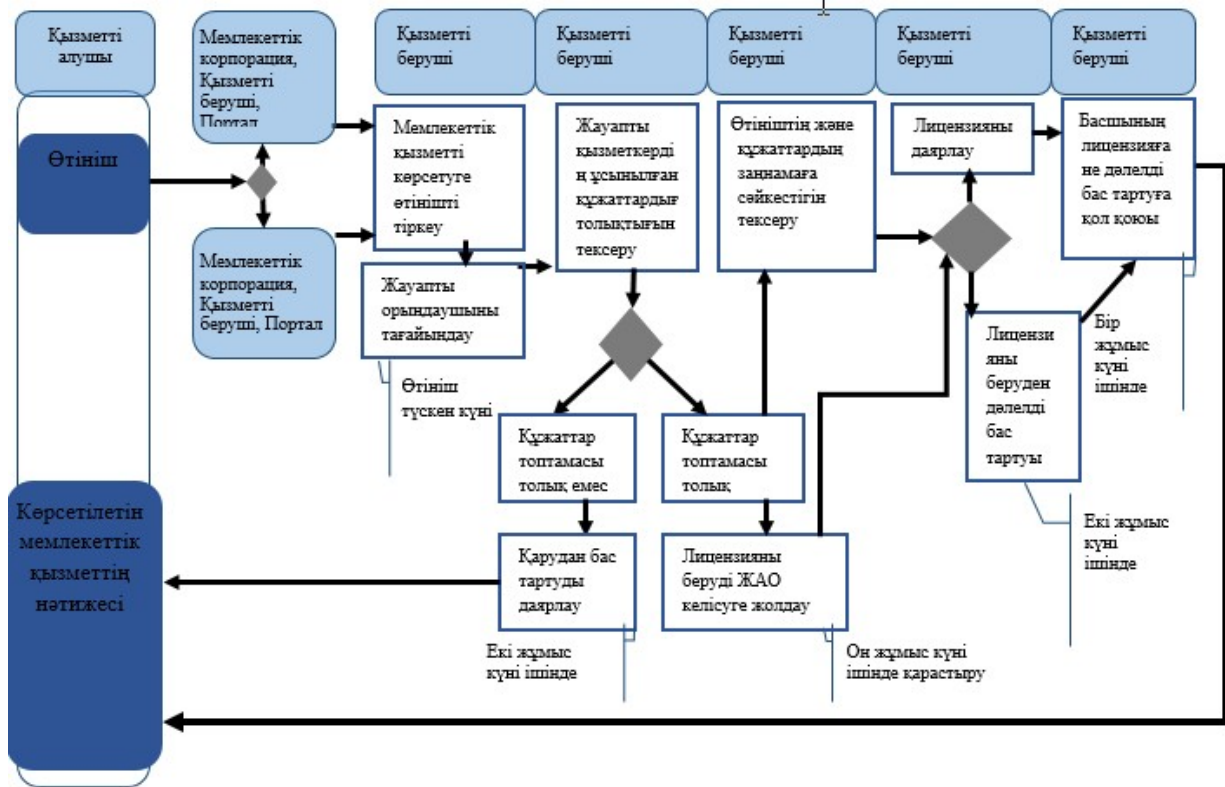 Қызметті
алушы
Мемлекеттік
корпорация,
Қызметті
беруші,
Портал
Қызметті
беруші
Қызметті
беруші
Қызметті
беруші
Қызметті
беруші
Қызметті
беруші
Өтініш
Мемлекеттік
корпорация,
Қызметті
беруші, Портал
Мемлекеттік
қызметті
көрсетуге
өтінішті
тіркеу
Жауапты
орындаушыны
тағайындау
Өтініш
түскен күні
Жауапты
қызметкерді
ң ұсынылған
құжаттардың
толықтығын
тексеру
Өтініштің және
құжаттардың
заңнамаға
сәйкестігін
тексеру
Лицензияны
даярлау
Басшының
лицензияға
не дәлелді
бас тартуға
қол қоюы
Бір
жұмыс
күні
ішінде
Лицензи
яны
беруден
дәлелді
бас
тартуы
Екі жұмыс
күні
ішінде
Құжаттар
топтамасы
толық емес
Құжаттар
топтамасы
толық
Қарудан бас
тартуды
даярлау
Екі жұмыс
күні ішінде
Лицензияны
беруді ЖАО
келісуге жолдау
Он жұмыс күні
ішінде қарастыру
Көрсетілетін
мемлекеттік
қызметтің
нәтижесі